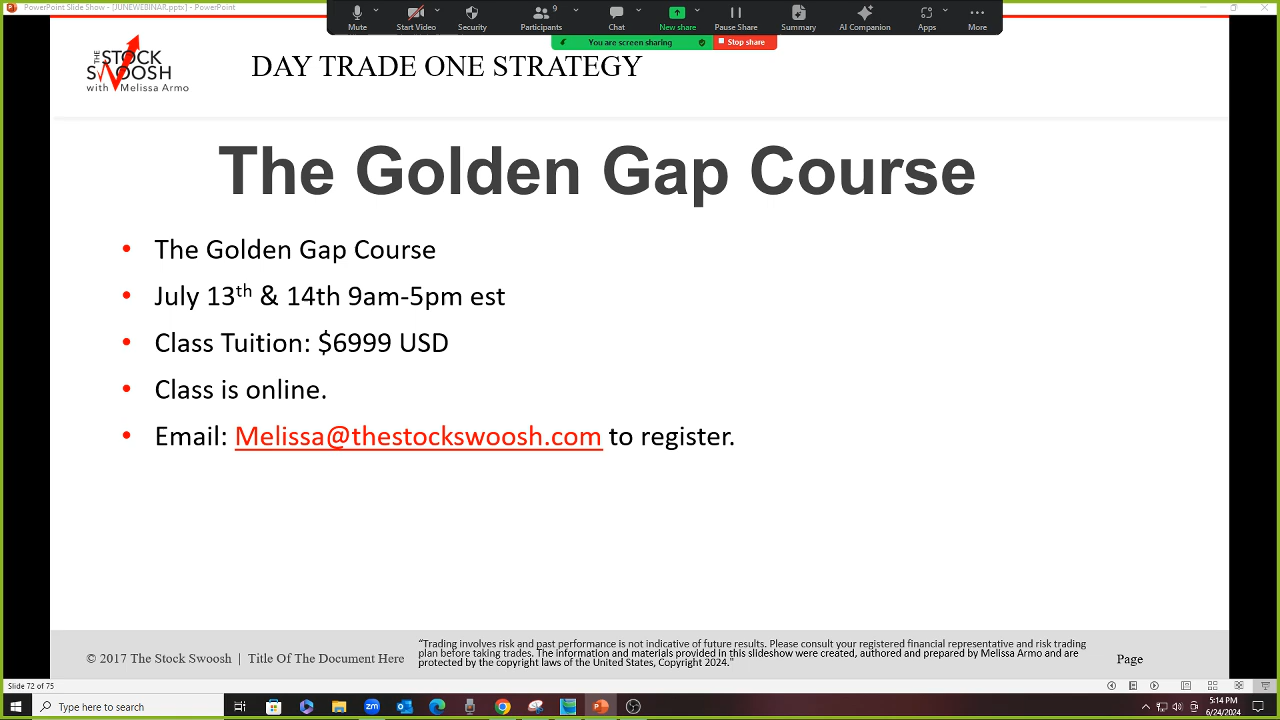 PowerPoint Slide Show - [JUNEWEBINAR.pptx] - PowerPoint
Mute
Start Video
Security
Participants
9
Chat
New share
Pause Share
Summary
AI Companion
Apps
More
You are screen sharing
Stop share
THE STOCK
SWOOSH
with Melissa Armo
DAY TRADE ONE STRATEGY
The Golden Gap Course
• The Golden Gap Course
• July 13th & 14th 9am-5pm est
• Class Tuition: $6999 USD
• Class is online.
• Email: Melissa@thestockswoosh.com to register.
© 2017 The Stock Swoosh | Title Of The Document Here
"Trading involves risk and past performance is not indicative of future results. Please consult your registered financial representative and risk trading
plan before taking trades. The information and materials provided in this slideshow were created, authored and prepared by Melissa Armo and are
protected by the copyright laws of the United States, Copyright 2024."
Page
Slide 72 of 75
Type here to search
5:14 PM
6/24/2024